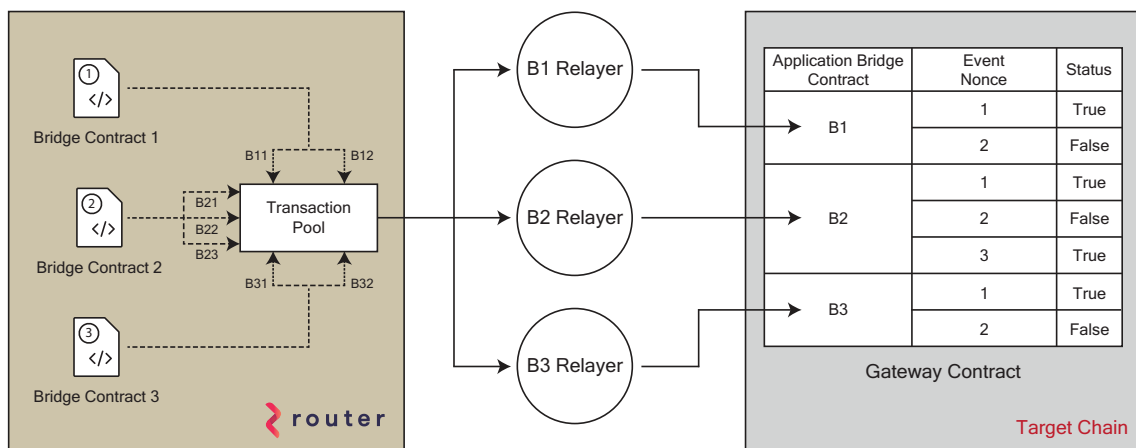 1
</>
Bridge Contract 1
2
</>
Bridge Contract 2
3
</>
Bridge Contract 3
B11
B12
B21
B22
B23
B31
B32
Transaction
Pool
router
B1 Relayer
B2 Relayer
B3 Relayer
Application Bridge
Contract
Event
Nonce
Status
B1
1
True
2
False
B2
1
True
2
False
3
True
B3
1
True
2
False
Gateway Contract
Target Chain